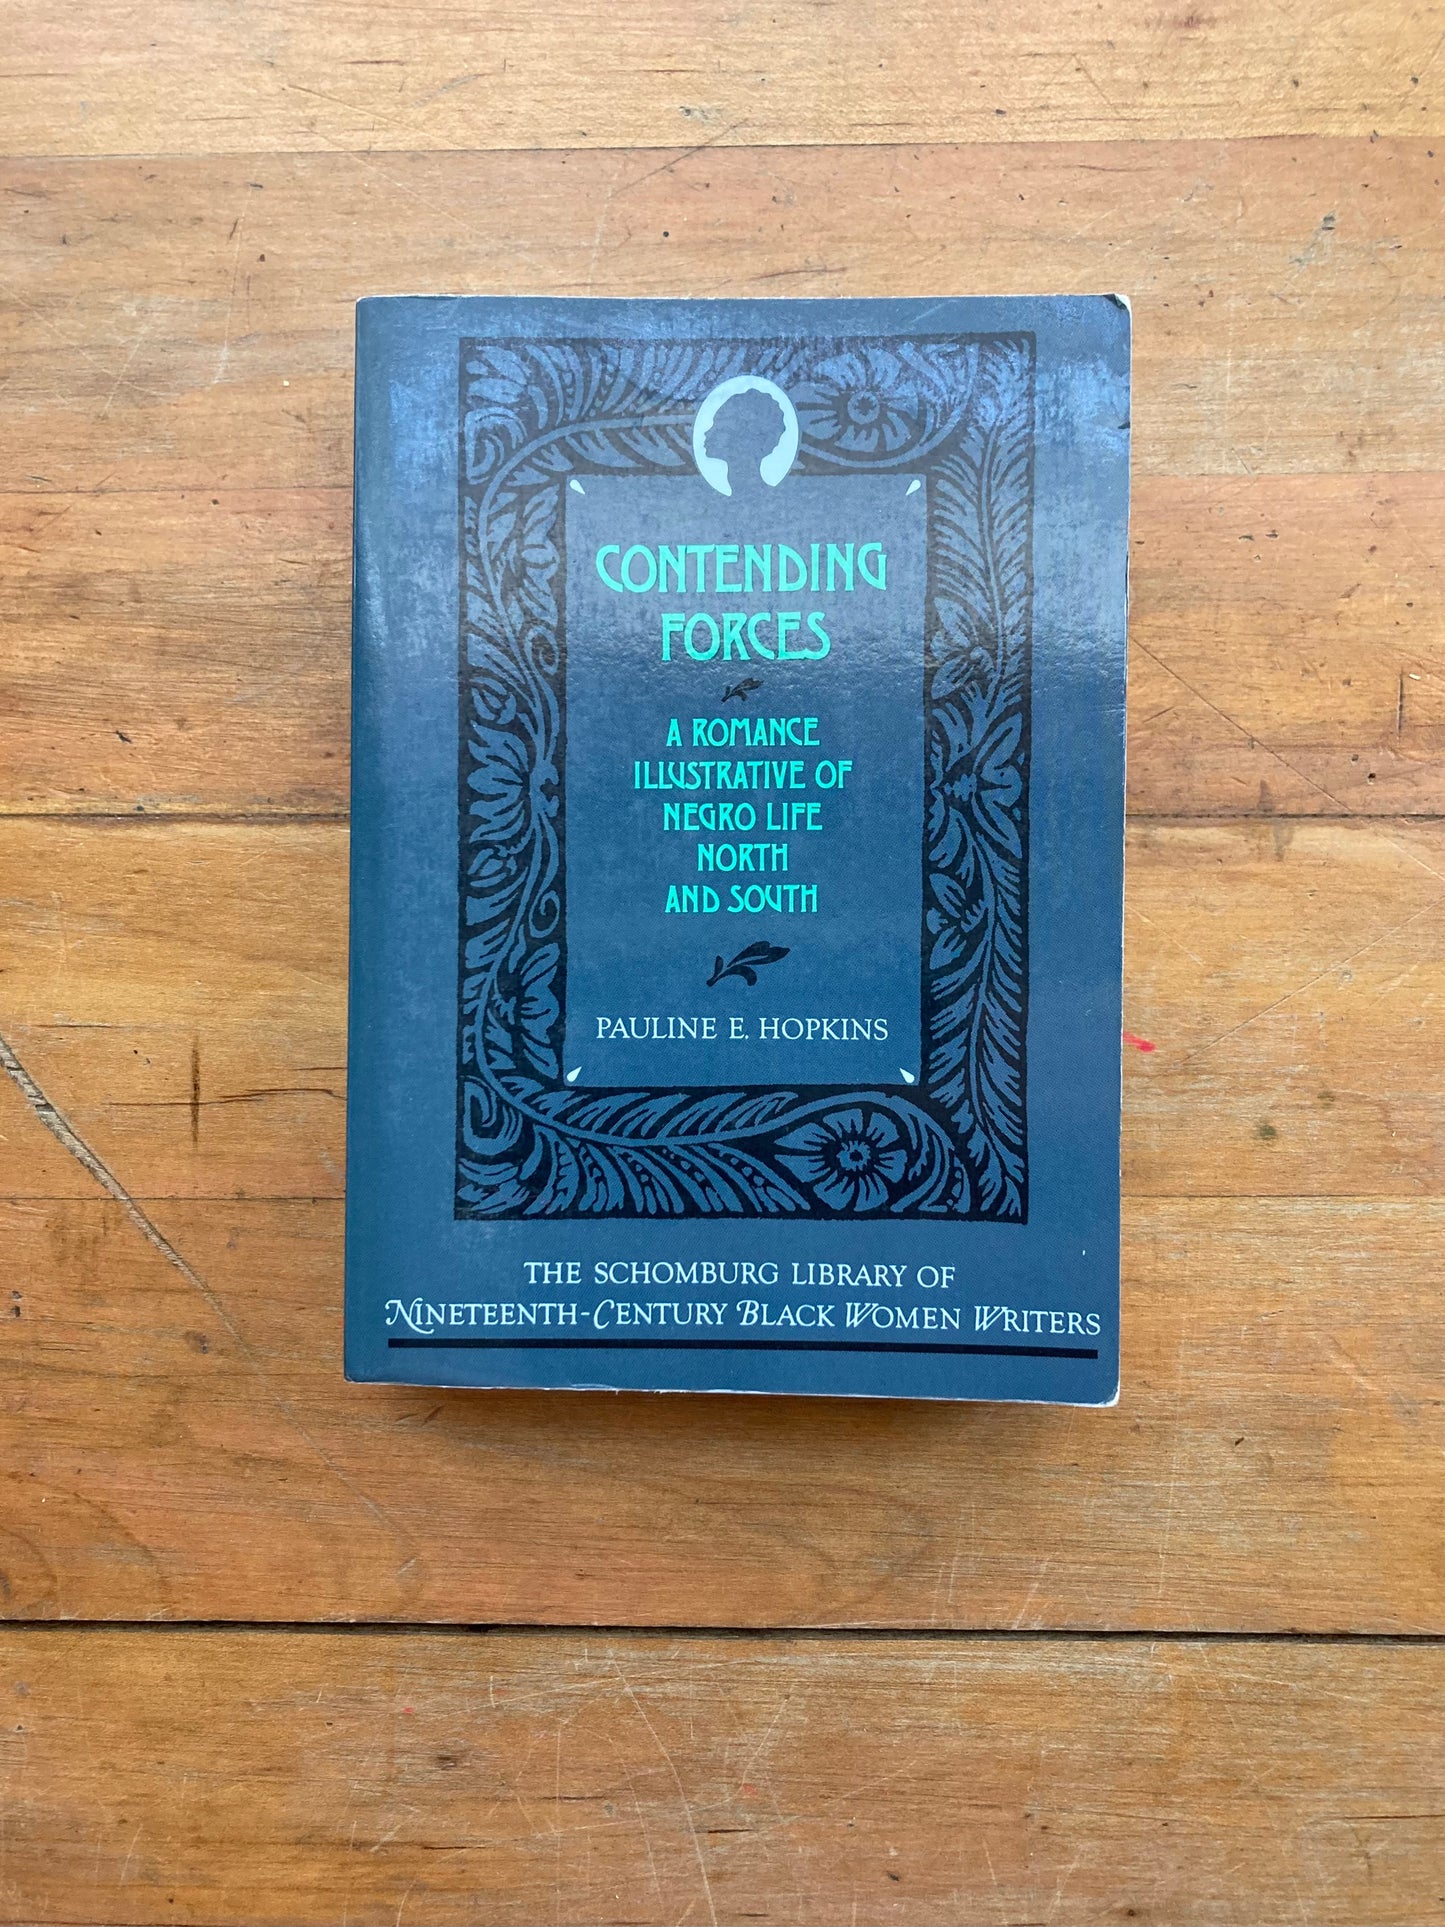 CONTENDING
FORCES
A ROMANCE
ILLUSTRATIVE OF
NEGRO LIFE
NORTH
AND SOUTH
PAULINE E. HOPKINS
THE SCHOMBURG LIBRARY OF
NINETEENTH-CENTURY BLACK WOMEN WRITERS